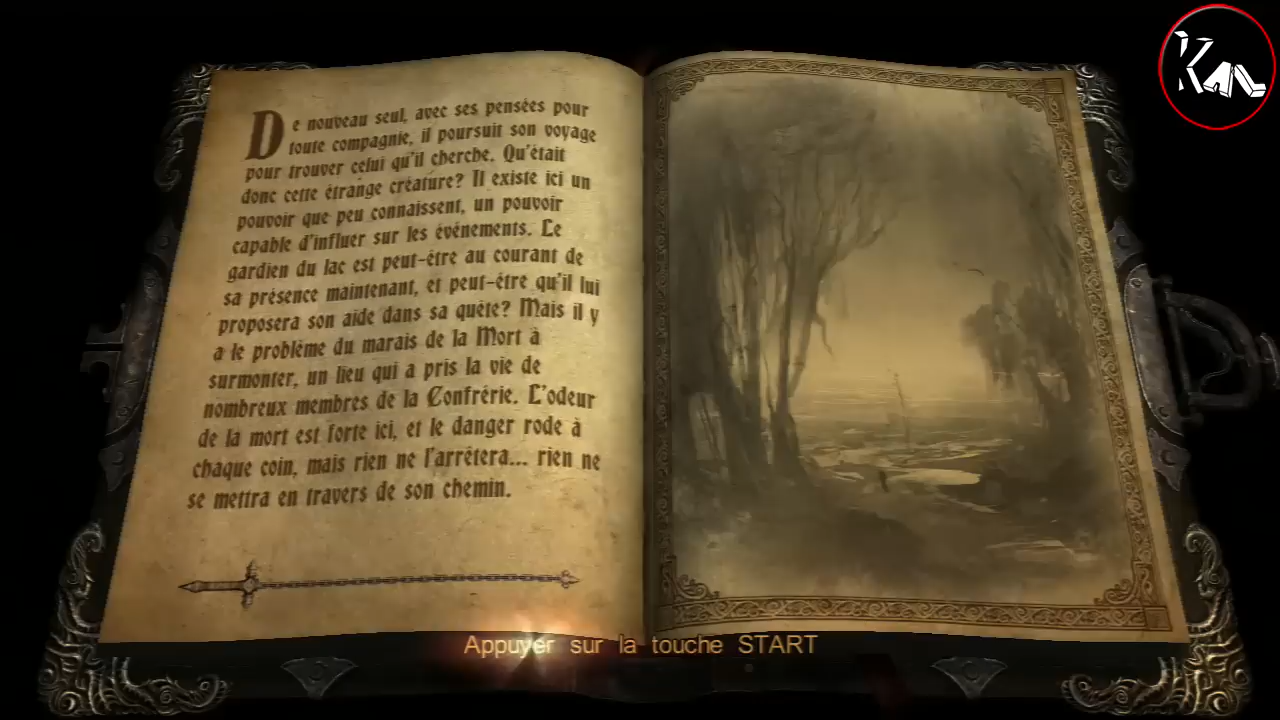 De nouveau seul, avec ses pensées pour
toute compagnie, il poursuit son voyage
pour trouver celui qu'il cherche. Qu'était
donc cette étrange créature? Il existe ici un
pouvoir que peu connaissent, un pouvoir
capable d'influer sur les événements. Le
gardien du lac est peut-être au courant de
sa présence maintenant, et peut-être qu'il lui
proposera son aide dans sa quête? Mais il y
a le problème du marais de la Mort à
surmonter, un lieu qui a pris la vie de
nombreux membres de la Confrérie. L'odeur
de la mort est forte ici, et le danger rode à
chaque coin, mais rien ne l'arrêtera... rien ne
se mettra en travers de son chemin.
Appuyer sur la touche START